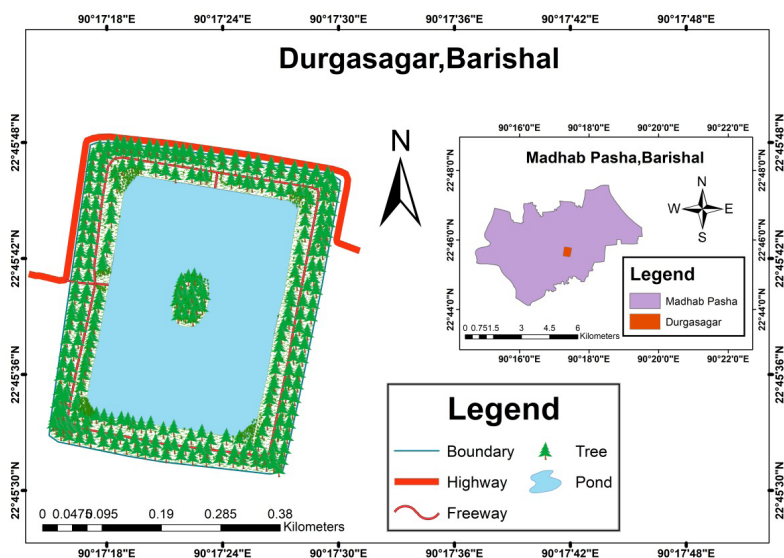 90°17'18"E 90°17'24"E 90°17'30"E 90°17'36"E 90°17'42"E 90°17'48"E
Durgasagar,Barishal
22°45'48"N
22°45'42"N
22°45'36"N
22°45'30"N
N
90°16'0"E 90°18'0"E 90°20'0"E 90°22'0"E
Madhab Pasha,Barishal
22°48'0"N
22°46'0"N
22°44'0"N
N
W E
S
Legend
Madhab Pasha
Durgasagar
0 0.751.5 3 4.5 6
Kilometers
22°48'0"N
22°46'0"N
22°44'0"N
90°16'0"E 90°18'0"E 90°20'0"E 90°22'0"E
Legend
Boundary Tree
Highway Pond
Freeway
0 0.04750.095 0.19 0.285 0.38
Kilometers
22°45'48"N
22°45'42"N
22°45'36"N
22°45'30"N
90°17'18"E 90°17'24"E 90°17'30"E 90°17'36"E 90°17'42"E 90°17'48"E